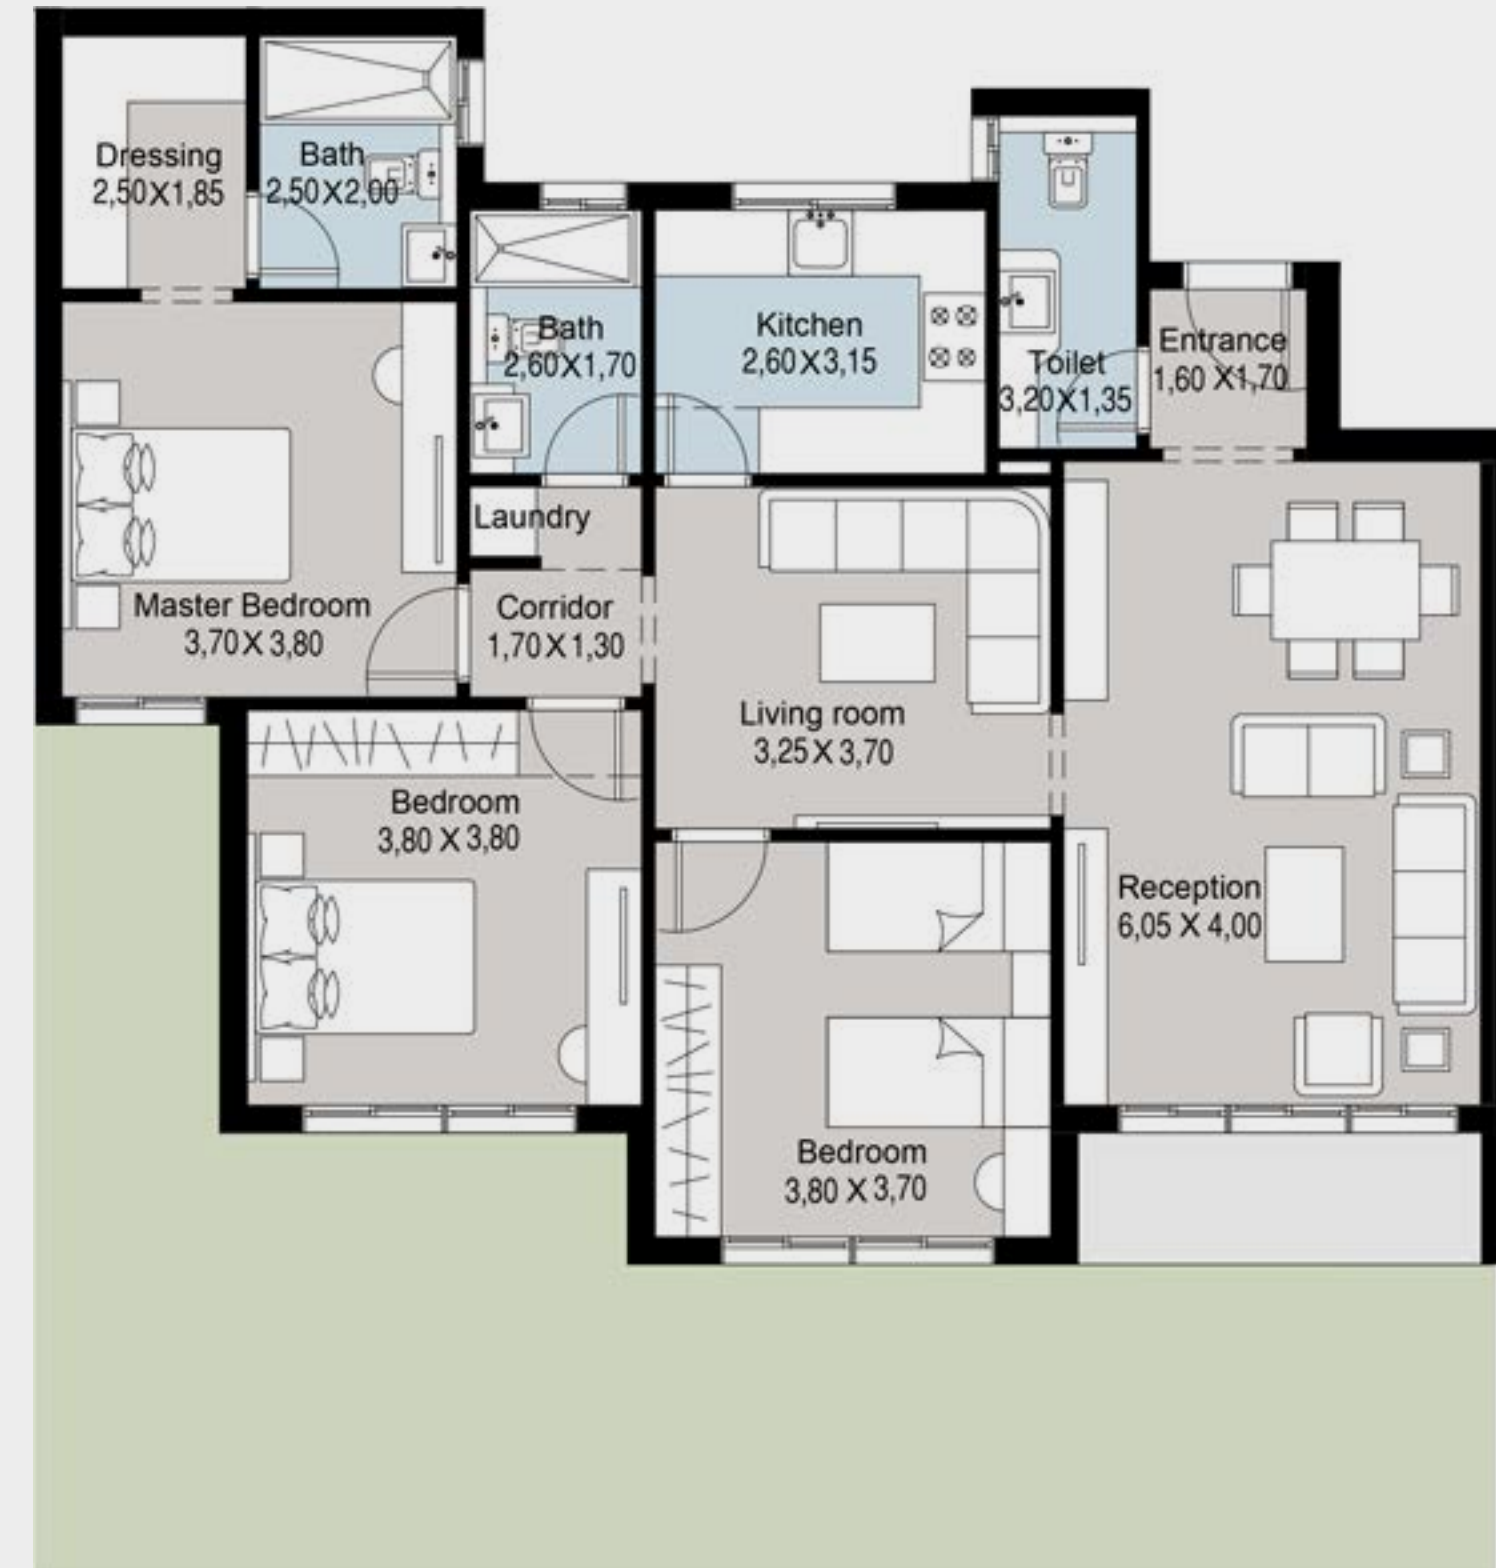 Dressing
2,50X1,85
Bath
2,50X2,00
Bath
2,60X1,70
Kitchen
2,60X3,15
Toilet
3,20X1,35
Entrance
1,60 X1,70
Laundry
Master Bedroom
3,70X3,80
Corridor
1,70X1,30
Living room
3,25X3,70
Bedroom
3,80 X3,80
Reception
6,05 X 4,00
Bedroom
3,80 X3,70